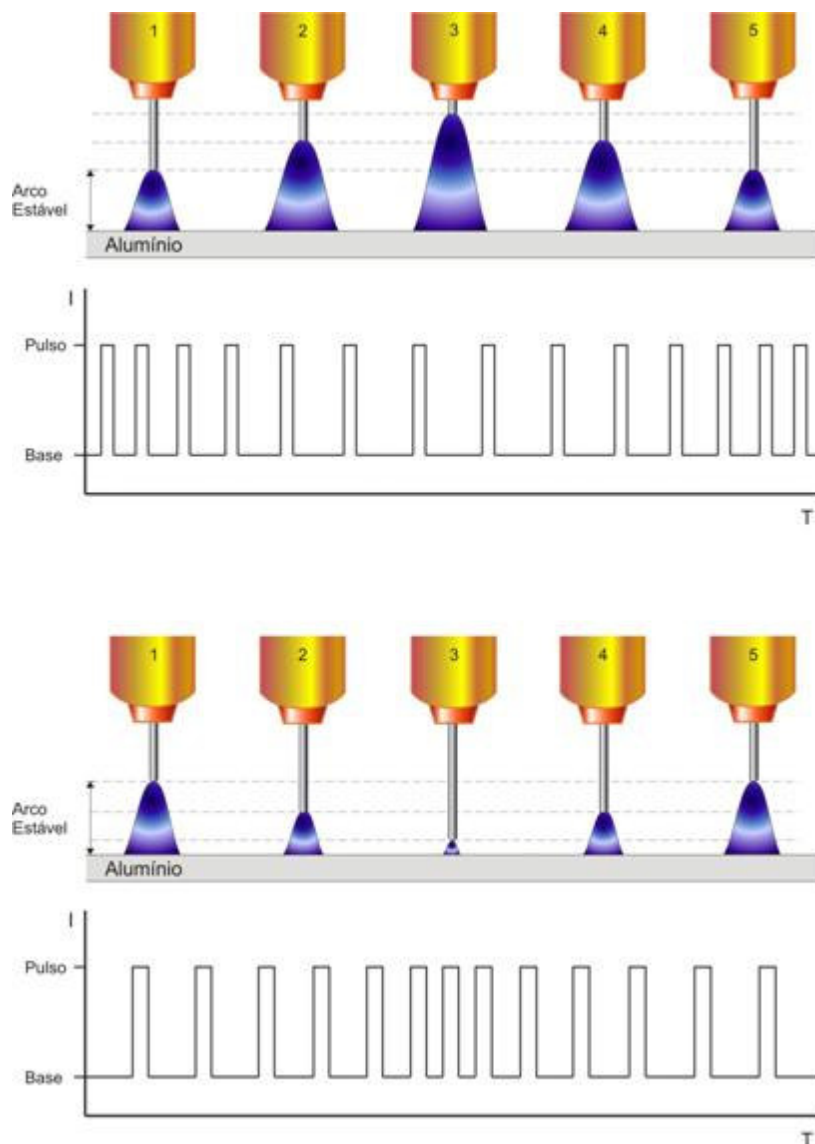 1 2 3 4 5
Arco
Estável
Alumínio
I
Pulso
Base
T
1 2 3 4 5
Arco
Estável
Alumínio
I
Pulso
Base
T